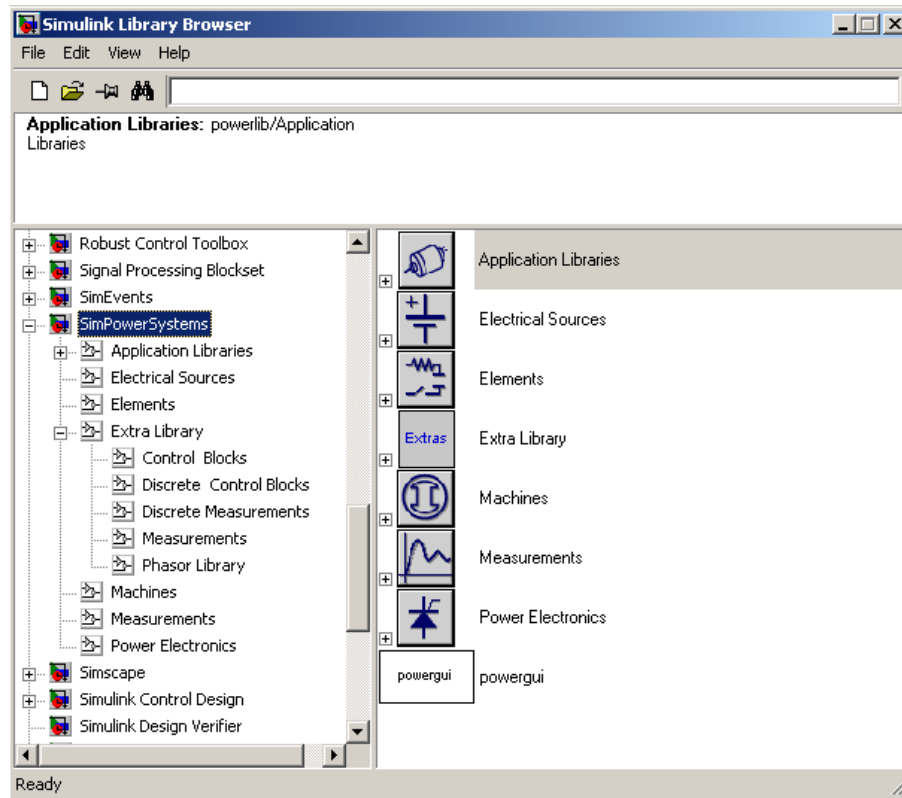 Simulink Library Browser
File Edit View Help
Application Libraries: powerlib/Application
Libraries
Robust Control Toolbox
Signal Processing Blockset
SimEvents
SimPowerSystems
Application Libraries
Electrical Sources
Elements
Extra Library
Control Blocks
Discrete Control Blocks
Discrete Measurements
Measurements
Phasor Library
Machines
Measurements
Power Electronics
Simscape
Simulink Control Design
Simulink Design Verifier
Application Libraries
Electrical Sources
Elements
Extras Extra Library
Machines
Measurements
Power Electronics
powergui powergui
Ready